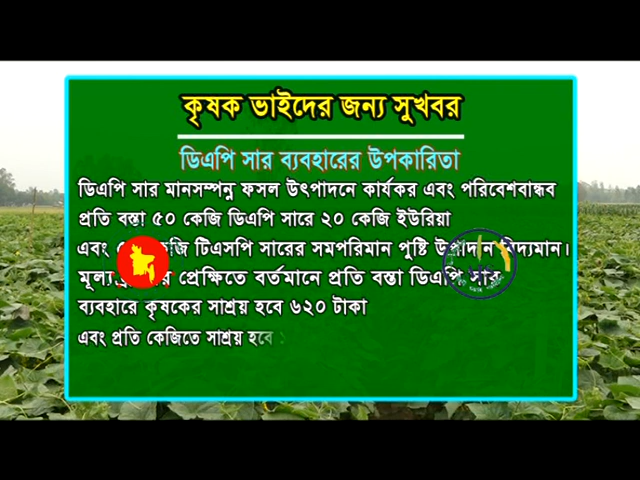 কৃষক ভাইদের জন্য সুখবর
ডিএপি সার ব্যবহারের উপকারিতা
ডিএপি সার মানসম্পন্ন ফসল উৎপাদনে কার্যকর এবং পরিবেশবান্ধব
প্রতি বস্তা ৫০ কেজি ডিএপি সারে ২০ কেজি ইউরিয়া
এবং কেজি টিএসপি সারের সমপরিমান পুষ্টি উপাদান বিদ্যমান।
প্রেক্ষিতে বর্তমানে প্রতি বস্তা ডিএপি সার
ব্যবহারে কৃষকের সাশ্রয় হবে ৬২০ টাকা
এবং প্রতি কেজিতে সাশ্রয় হবে